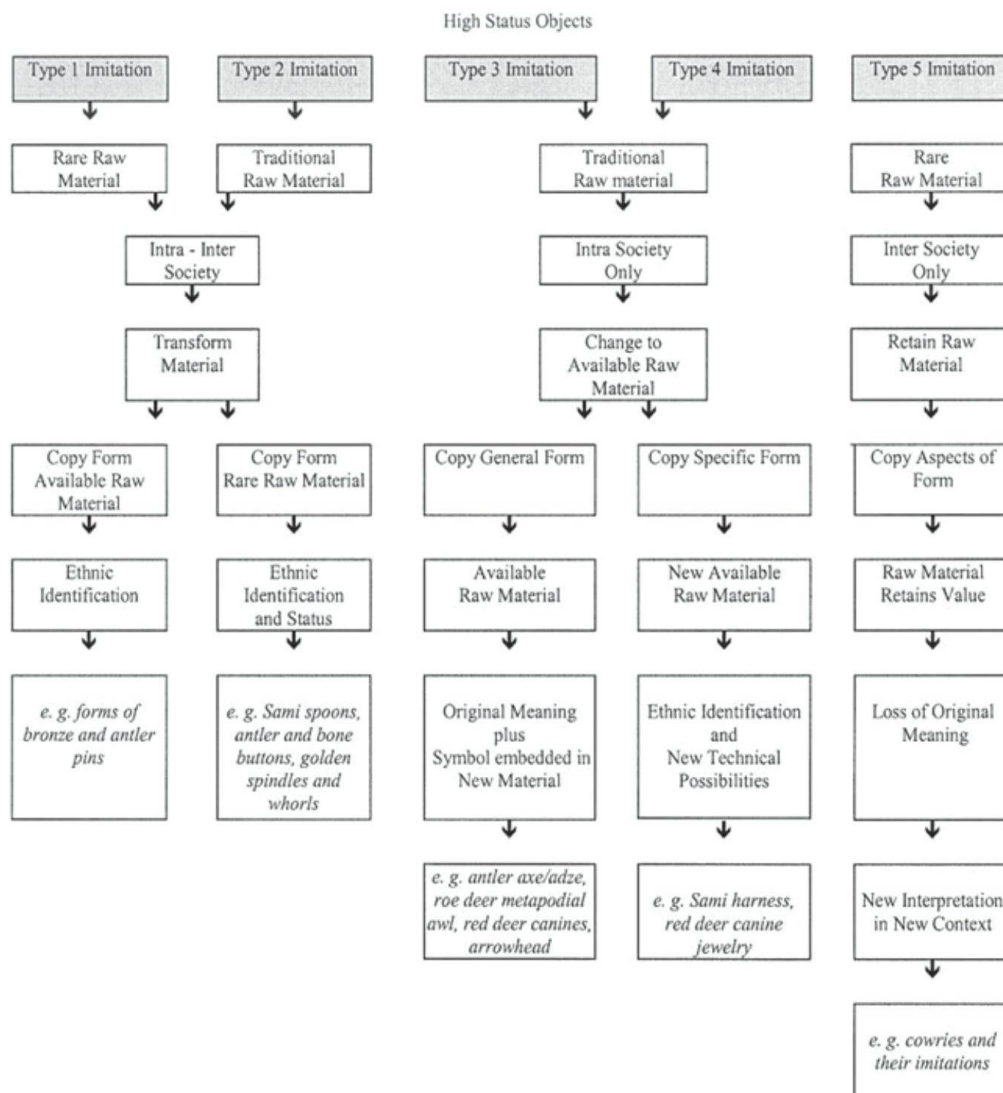 High Status Objects
Type 1 Imitation
Type 2 Imitation
Type 3 Imitation
Type 4 Imitation
Type 5 Imitation
Rare Raw
Material
Traditional
Raw Material
Traditional
Raw material
Rare
Raw Material
Intra - Inter
Society
Intra Society
Only
Inter Society
Only
Transform
Material
Change to
Available Raw
Material
Retain Raw
Material
Copy Form
Available Raw
Material
Copy Form
Rare Raw Material
Copy General Form
Copy Specific Form
Copy Aspects of
Form
Ethnic
Identification
Ethnic
Identification
and Status
Available
Raw Material
New Available
Raw Material
Raw Material
Retains Value
e. g. forms of
bronze and antler
pins
e. g. Sami spoons,
antler and bone
buttons, golden
spindles and
whorls
Original Meaning
plus
Symbol embedded in
New Material
Ethnic Identification
and
New Technical
Possibilities
Loss of Original
Meaning
e. g. antler axe/adze,
roe deer metapodial
awl, red deer canines,
arrowhead
e. g. Sami harness,
red deer canine
jewelry
New Interpretation
in New Context
e. g. cowries and
their imitations